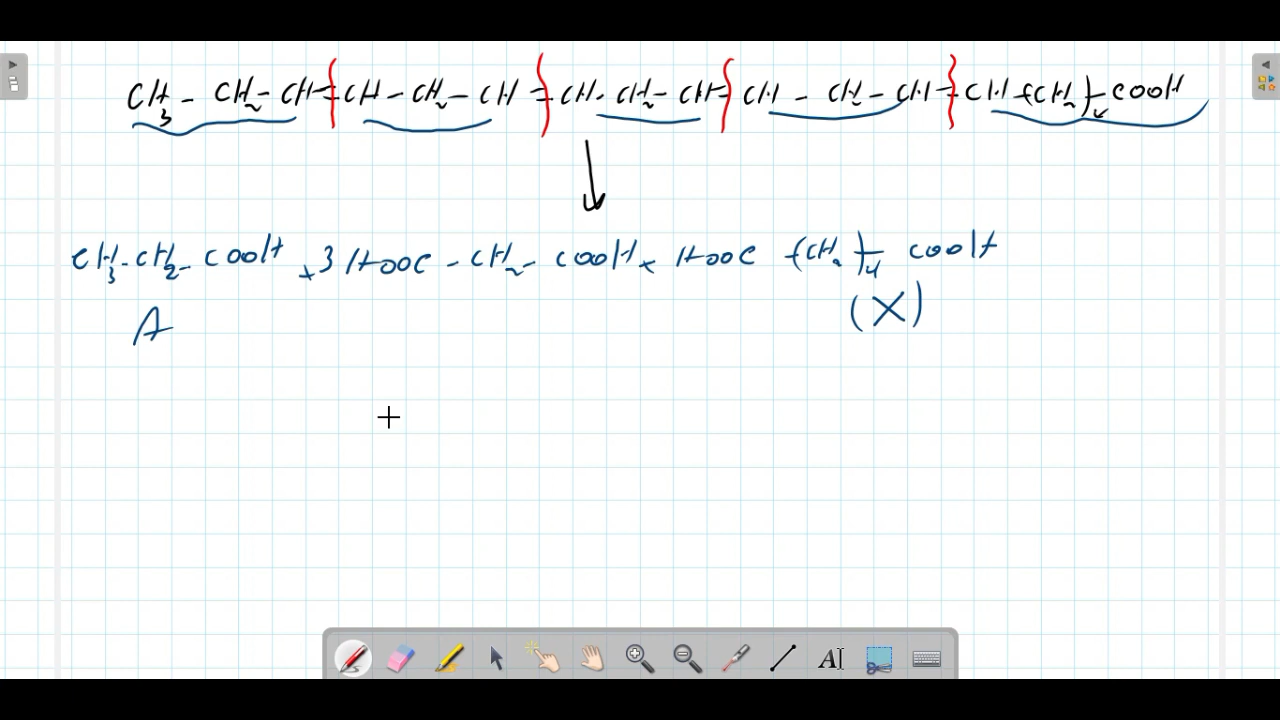 CH₃ - CH₂ - CH = CH - CH₂ - CH = CH - CH₂ - CH = CH - CH₂ - CH = CH (CH₂) - COOH
CH₃ - CH₂ - COOH + 3 HOOC - CH₂ - COOH + HOOC (CH₂)₄ COOH
A (X)
AI